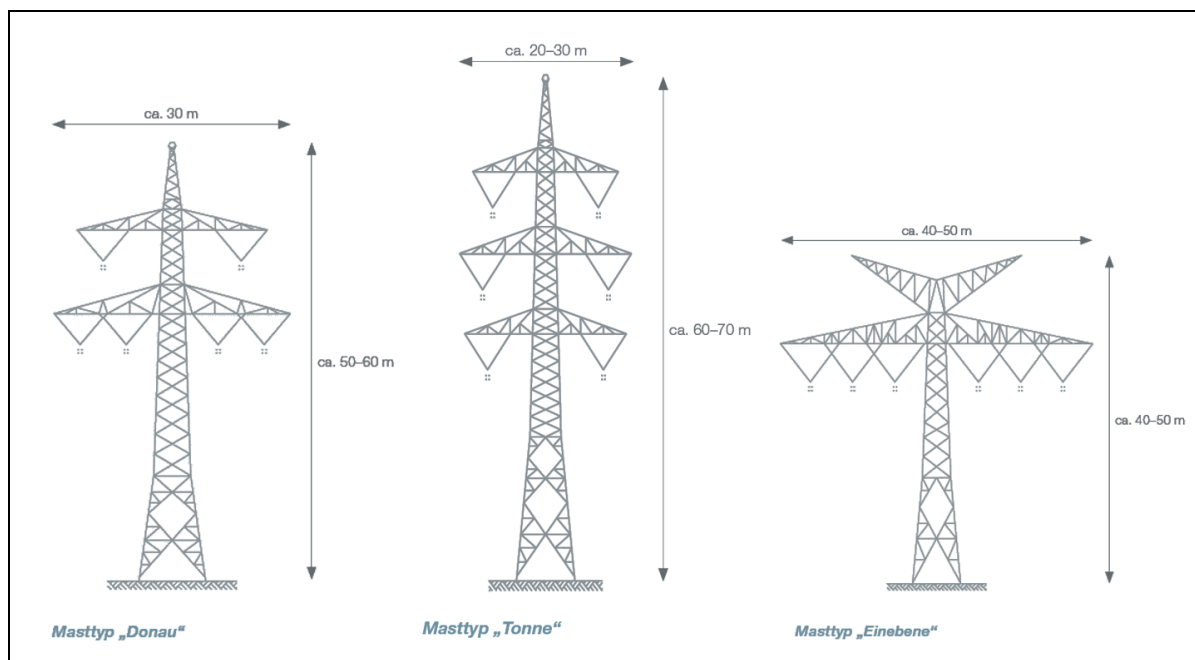 ca. 30 m
ca. 50–60 m
Masttyp „Donau“
ca. 20–30 m
ca. 60–70 m
Masttyp „Tonne“
ca. 40–50 m
ca. 40–50 m
Masttyp „Einebene“